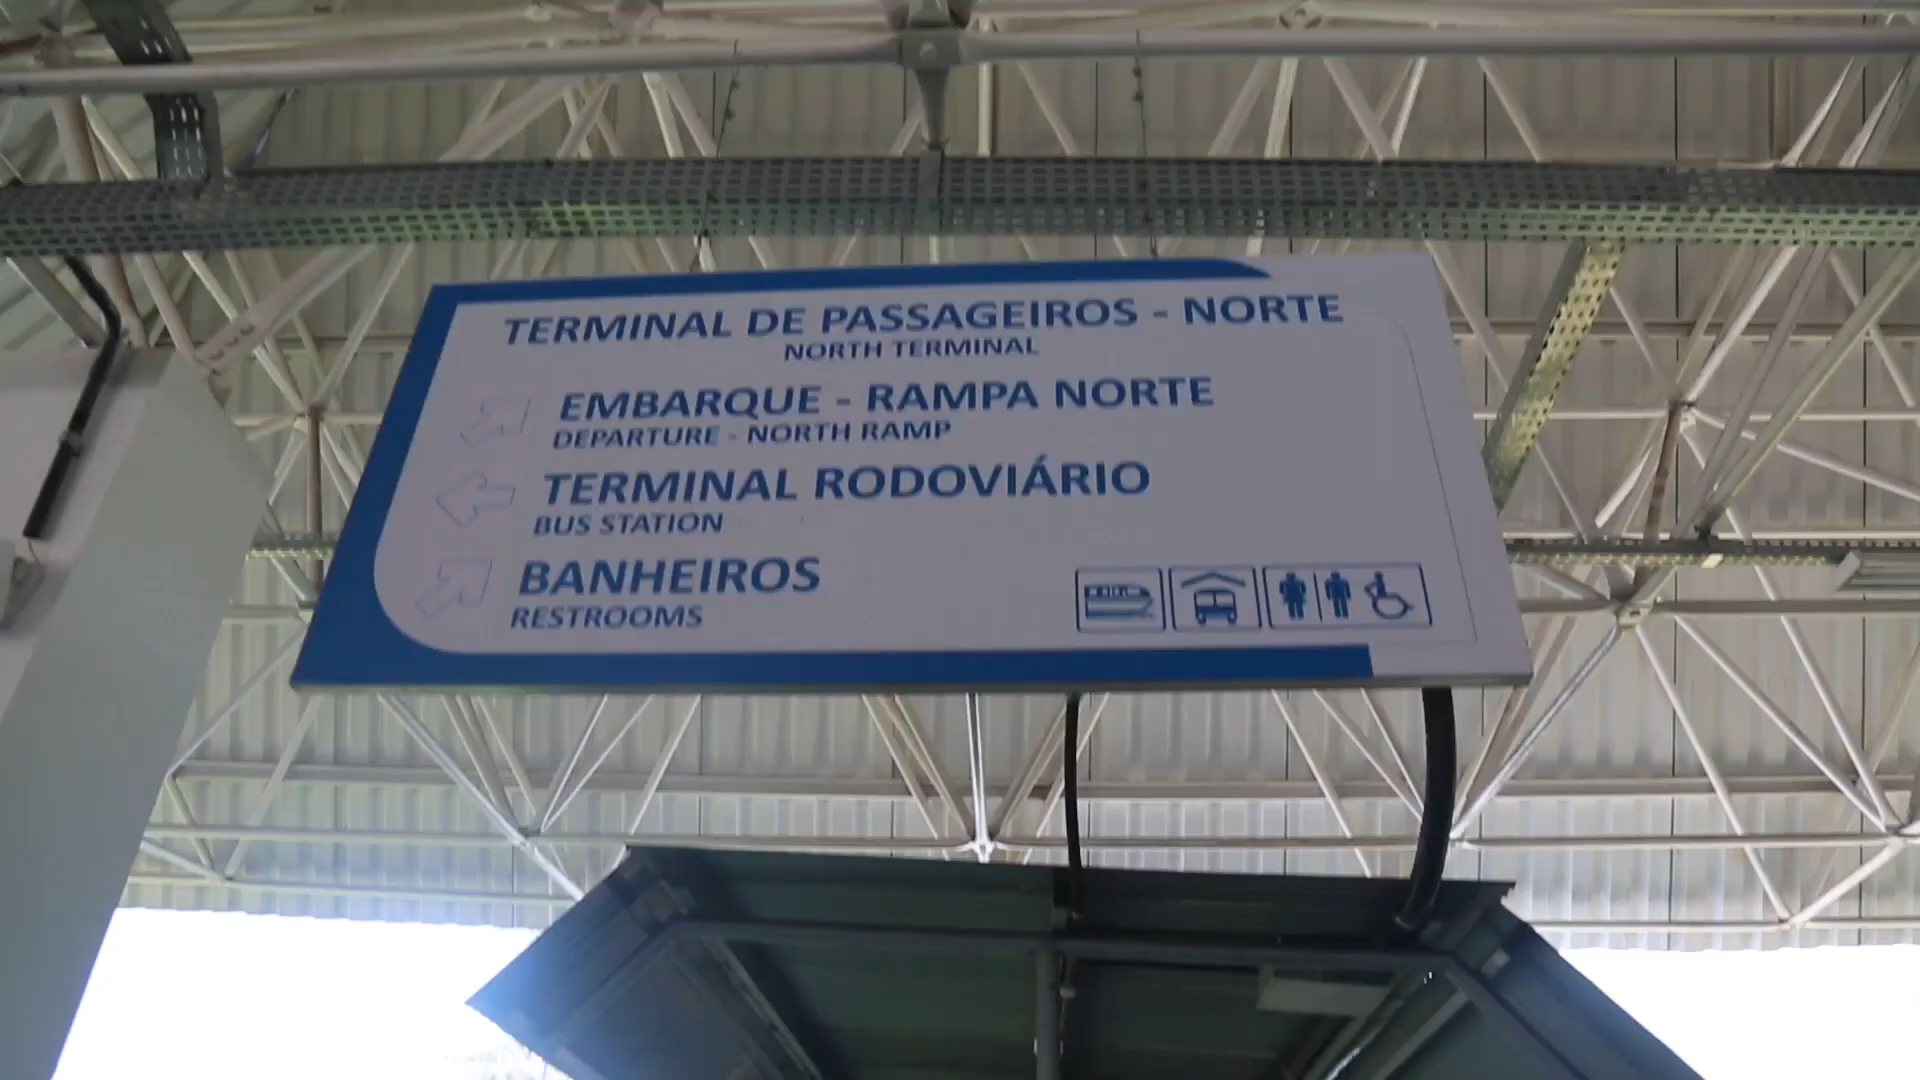 TERMINAL DE PASSAGEIROS - NORTE
NORTH TERMINAL
EMBARQUE - RAMPA NORTE
DEPARTURE - NORTH RAMP
TERMINAL RODOVIÁRIO
BUS STATION
BANHEIROS
RESTROOMS